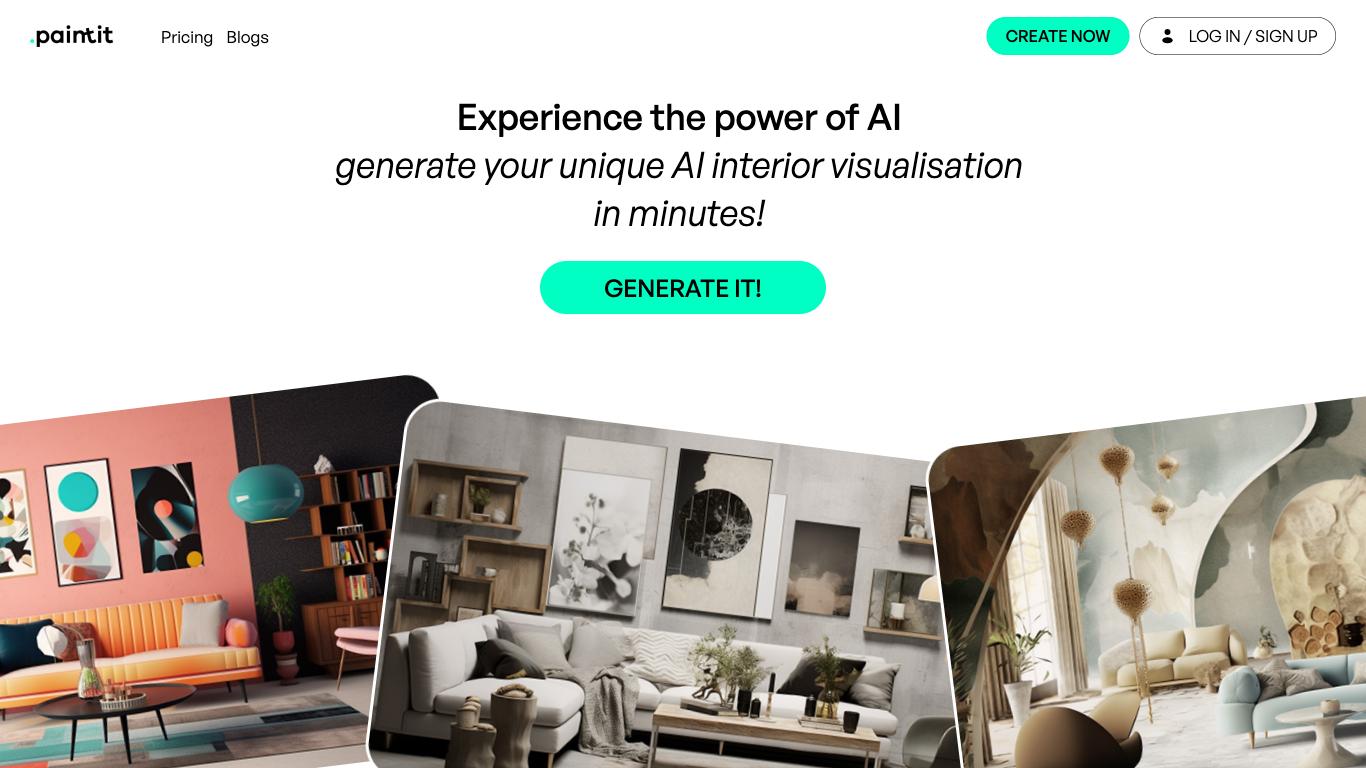 .paintit
Pricing
Blogs
CREATE NOW
LOG IN / SIGN UP
Experience the power of AI
generate your unique AI interior visualisation
in minutes!
GENERATE IT!